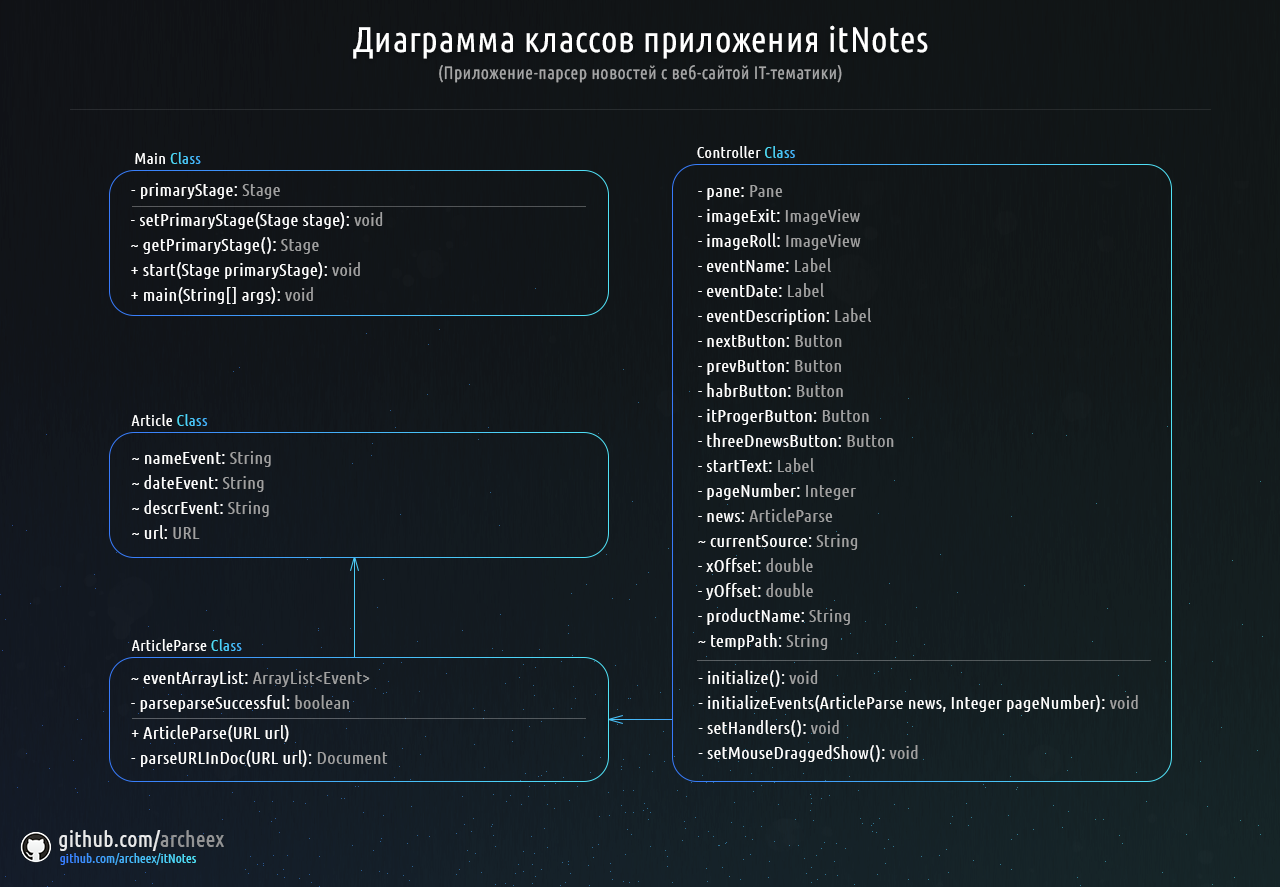 Диаграмма классов приложения itNotes
(Приложение-парсер новостей с веб-сайтой IT-тематики)
Main Class
- primaryStage: Stage
- setPrimaryStage(Stage stage): void
~ getPrimaryStage(): Stage
+ start(Stage primaryStage): void
+ main(String[] args): void
Article Class
~ nameEvent: String
~ dateEvent: String
~ descrEvent: String
~ url: URL
ArticleParse Class
~ eventArrayList: ArrayList<Event>
- parseparseSuccessful: boolean
+ ArticleParse(URL url)
- parseURLInDoc(URL url): Document
Controller Class
- pane: Pane
- imageExit: ImageView
- imageRoll: ImageView
- eventName: Label
- eventDate: Label
- eventDescription: Label
- nextButton: Button
- prevButton: Button
- habrButton: Button
- itProgerButton: Button
- threeDnewsButton: Button
- startText: Label
- pageNumber: Integer
- news: ArticleParse
~ currentSource: String
- xOffset: double
- yOffset: double
- productName: String
~ tempPath: String
- initialize(): void
- initializeEvents(ArticleParse news, Integer pageNumber): void
- setHandlers(): void
- setMouseDraggedShow(): void
github.com/archeex
github.com/archeex/itNotes